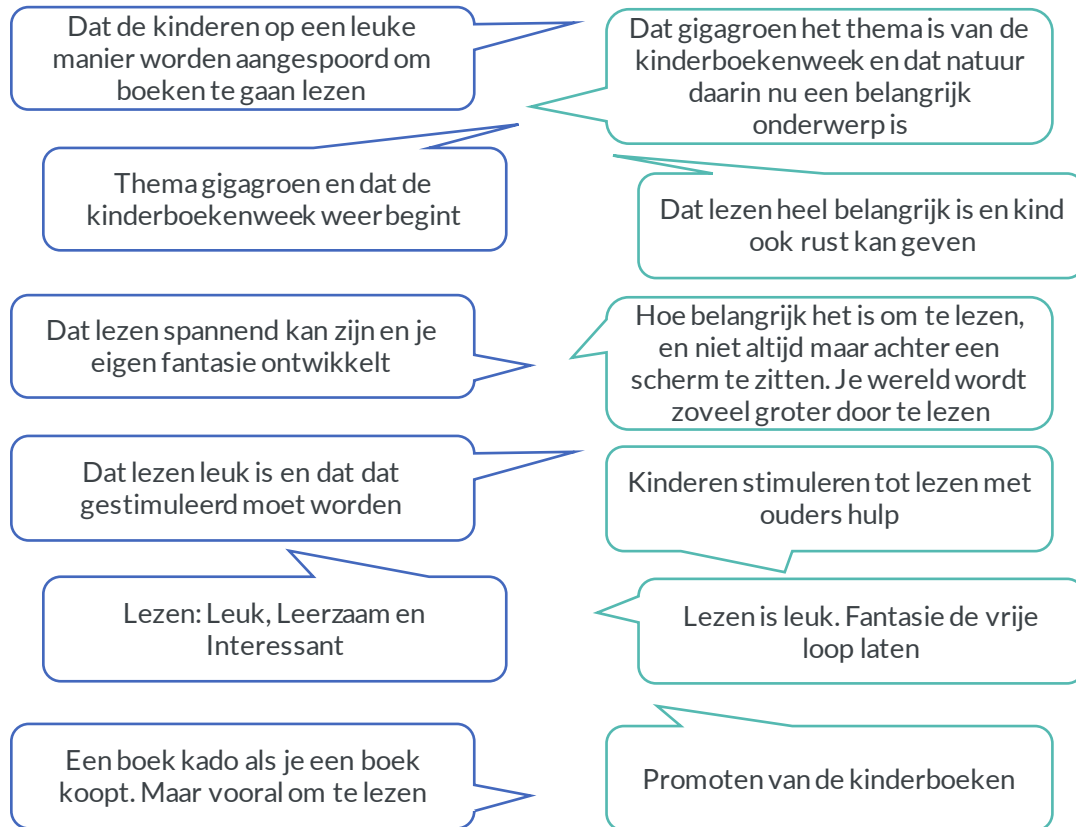 Dat de kinderen op een leuke
manier worden aangespoord om
boeken te gaan lezen
Dat gigagroen het thema is van de
kinderboekenweek en dat natuur
daarin nu een belangrijk
onderwerp is
Thema gigagroen en dat de
kinderboekenweek weer begint
Dat lezen heel belangrijk is en kind
ook rust kan geven
Dat lezen spannend kan zijn en je
eigen fantasie ontwikkelt
Hoe belangrijk het is om te lezen,
en niet altijd maar achter een
scherm te zitten. Je wereld wordt
zoveel groter door te lezen
Dat lezen leuk is en dat dat
gestimuleerd moet worden
Kinderen stimuleren tot lezen met
ouders hulp
Lezen: Leuk, Leerzaam en
Interessant
Lezen is leuk. Fantasie de vrije
loop laten
Een boek kado als je een boek
koopt. Maar vooral om te lezen
Promoten van de kinderboeken